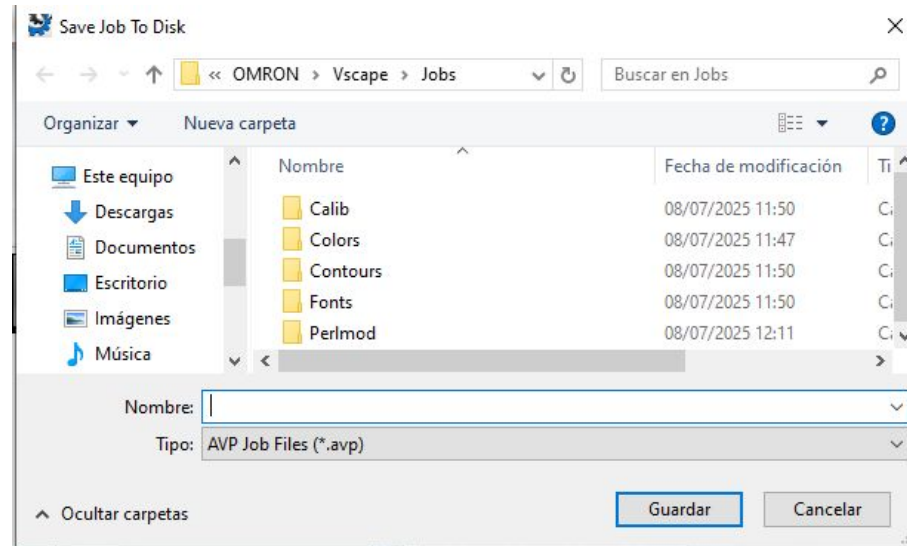 Save Job To Disk
« OMRON › Vscape › Jobs
Buscar en Jobs
Organizar
Nueva carpeta
Nombre
Fecha de modificación
Este equipo
Descargas
Documentos
Escritorio
Imágenes
Música
Calib 08/07/2025 11:50
Colors 08/07/2025 11:47
Contours 08/07/2025 11:50
Fonts 08/07/2025 11:50
Perlmod 08/07/2025 12:11
Nombre:
Tipo: AVP Job Files (*.avp)
Ocultar carpetas
Guardar
Cancelar